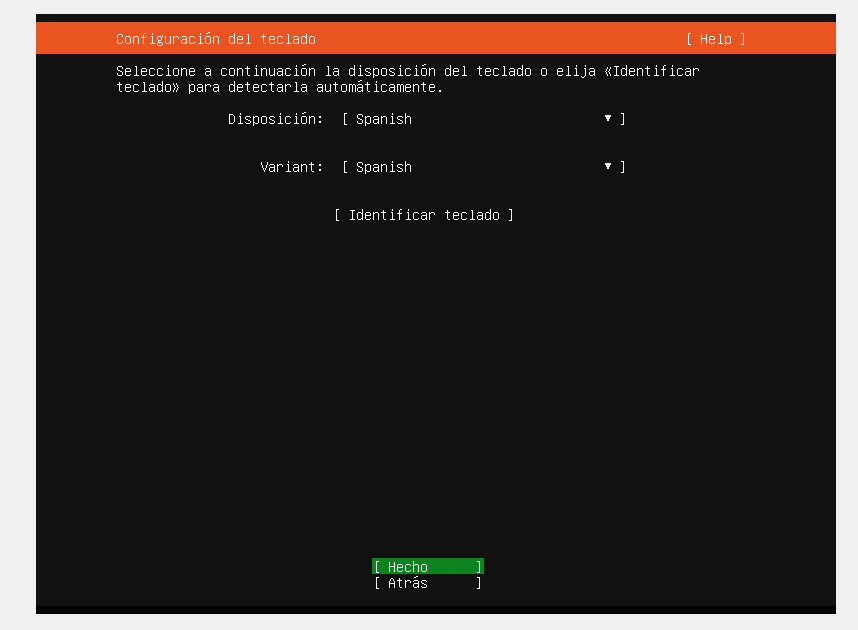 Configuración del teclado [ Help ]
Seleccione a continuación la disposición del teclado o elija «Identificar
teclado» para detectarla automáticamente.
Disposición: [ Spanish ▼ ]
Variant: [ Spanish ▼ ]
[ Identificar teclado ]
[ Hecho ]
[ Atrás ]